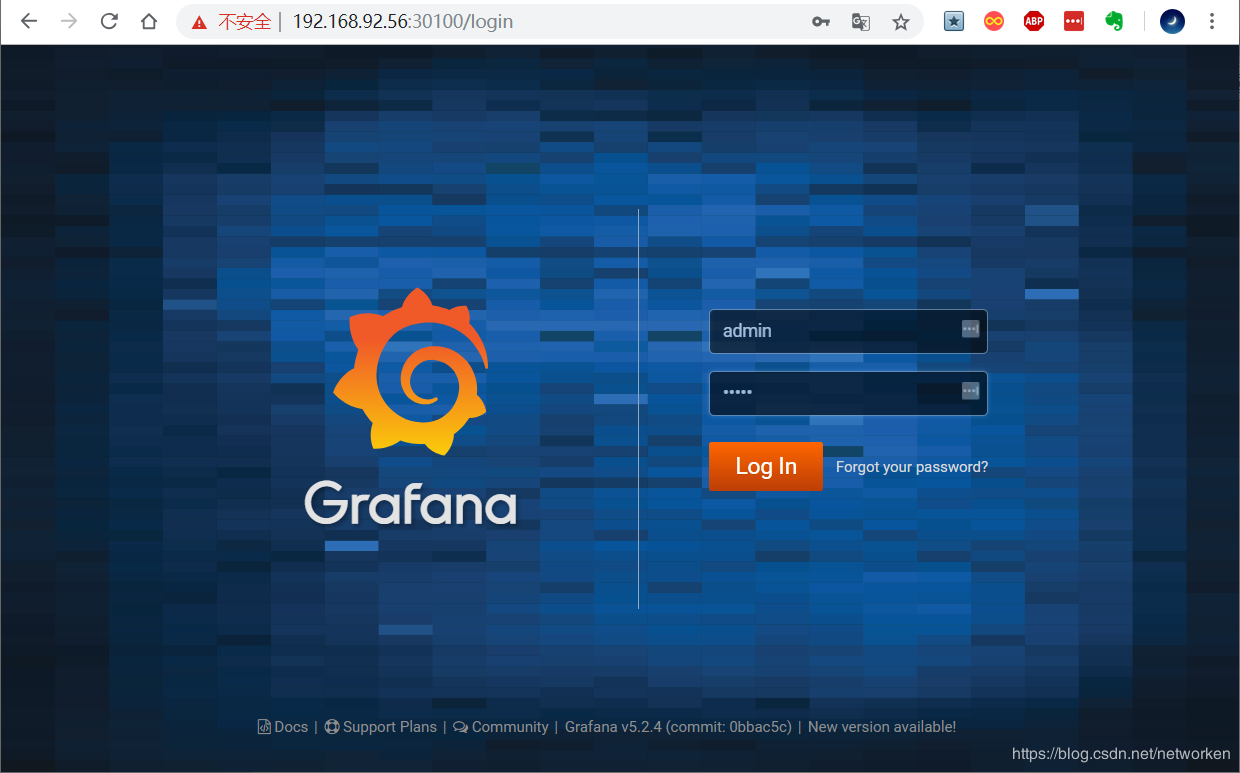 不安全 | 192.168.92.56:30100/login
ABP
admin
•••••
Log In Forgot your password?
Grafana
Docs | Support Plans | Community | Grafana v5.2.4 (commit: 0bbac5c) | New version available!
https://blog.csdn.net/networken